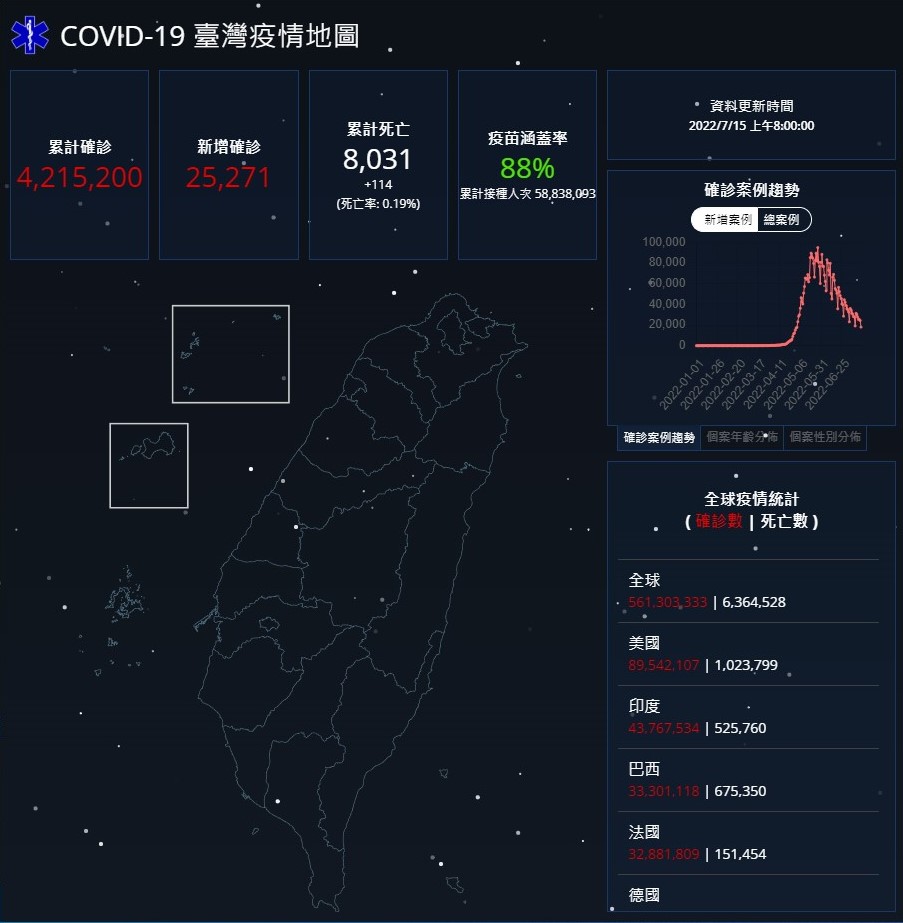 COVID-19 臺灣疫情地圖
累計確診
4,215,200
新增確診
25,271
累計死亡
8,031
+114
(死亡率: 0.19%)
疫苗涵蓋率
88%
累計接種人次 58,838,093
資料更新時間
2022/7/15 上午8:00:00
確診案例趨勢
新增案例 總案例
100,000
80,000
60,000
40,000
20,000
0
2022-01-01 2022-01-26 2022-02-20 2022-03-17 2022-04-11 2022-05-06 2022-05-31 2022-06-25
確診案例趨勢 個案年齡分佈 個案性別分佈
全球疫情統計
( 確診數 | 死亡數 )
全球
561,303,333 | 6,364,528
美國
89,542,107 | 1,023,799
印度
43,767,534 | 525,760
巴西
33,301,118 | 675,350
法國
32,881,809 | 151,454
德國